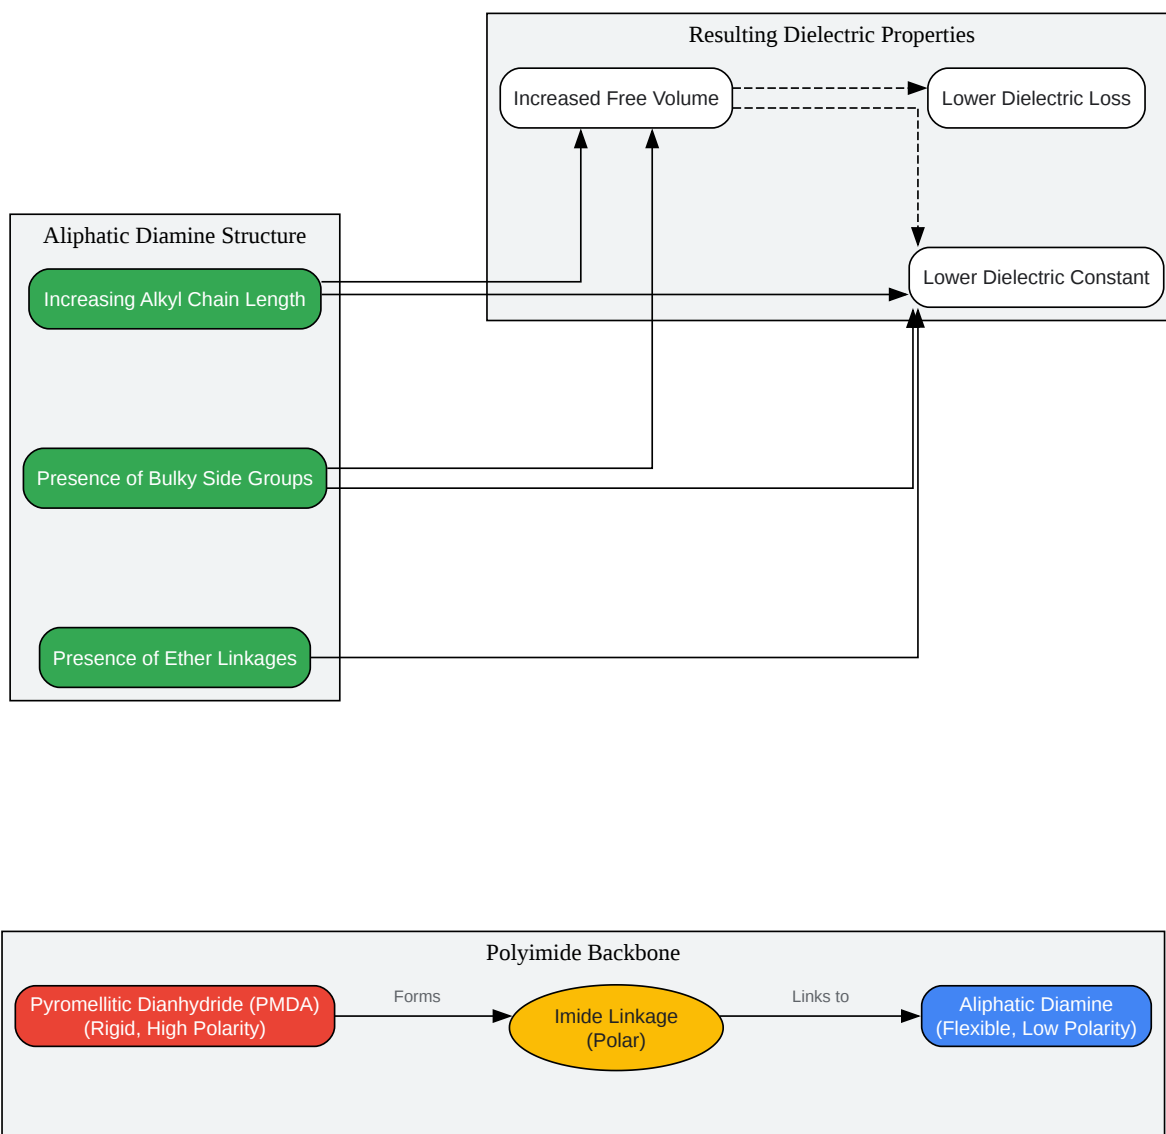 Resulting Dielectric Properties
Increased Free Volume
Lower Dielectric Loss
Aliphatic Diamine Structure
Increasing Alkyl Chain Length
Lower Dielectric Constant
Presence of Bulky Side Groups
Presence of Ether Linkages
Polyimide Backbone
Pyromellitic Dianhydride (PMDA)
(Rigid, High Polarity)
Forms
Imide Linkage
(Polar)
Links to
Aliphatic Diamine
(Flexible, Low Polarity)